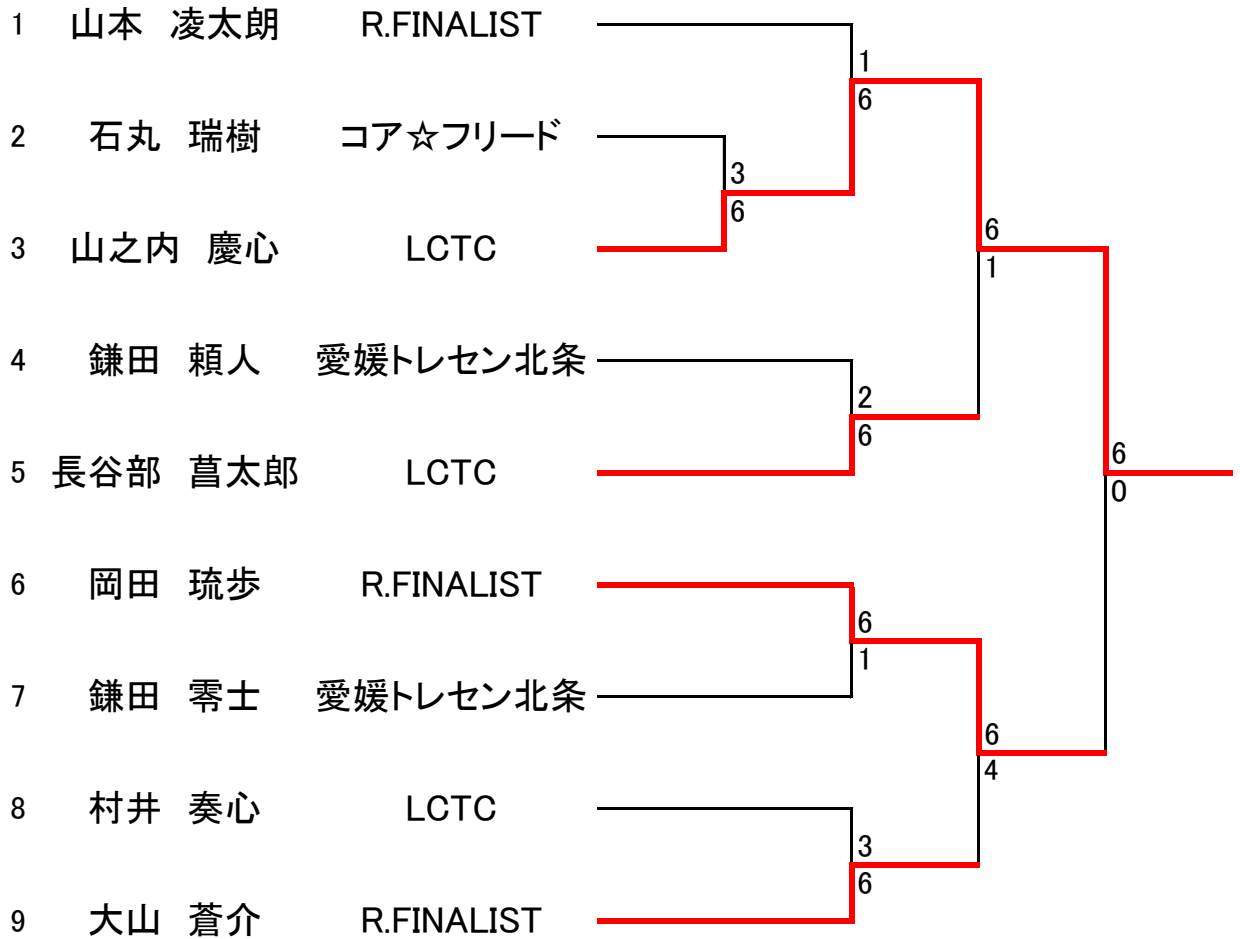 1 山本 凌太朗 R.FINALIST
1
6
2 石丸 瑞樹 コア☆フリード
3
6
3 山之内 慶心 LCTC
6
1
4 鎌田 頼人 愛媛トレセン北条
2
6
5 長谷部 菖太郎 LCTC
6
0
6 岡田 琉歩 R.FINALIST
6
1
7 鎌田 零士 愛媛トレセン北条
6
4
8 村井 奏心 LCTC
3
6
9 大山 蒼介 R.FINALIST